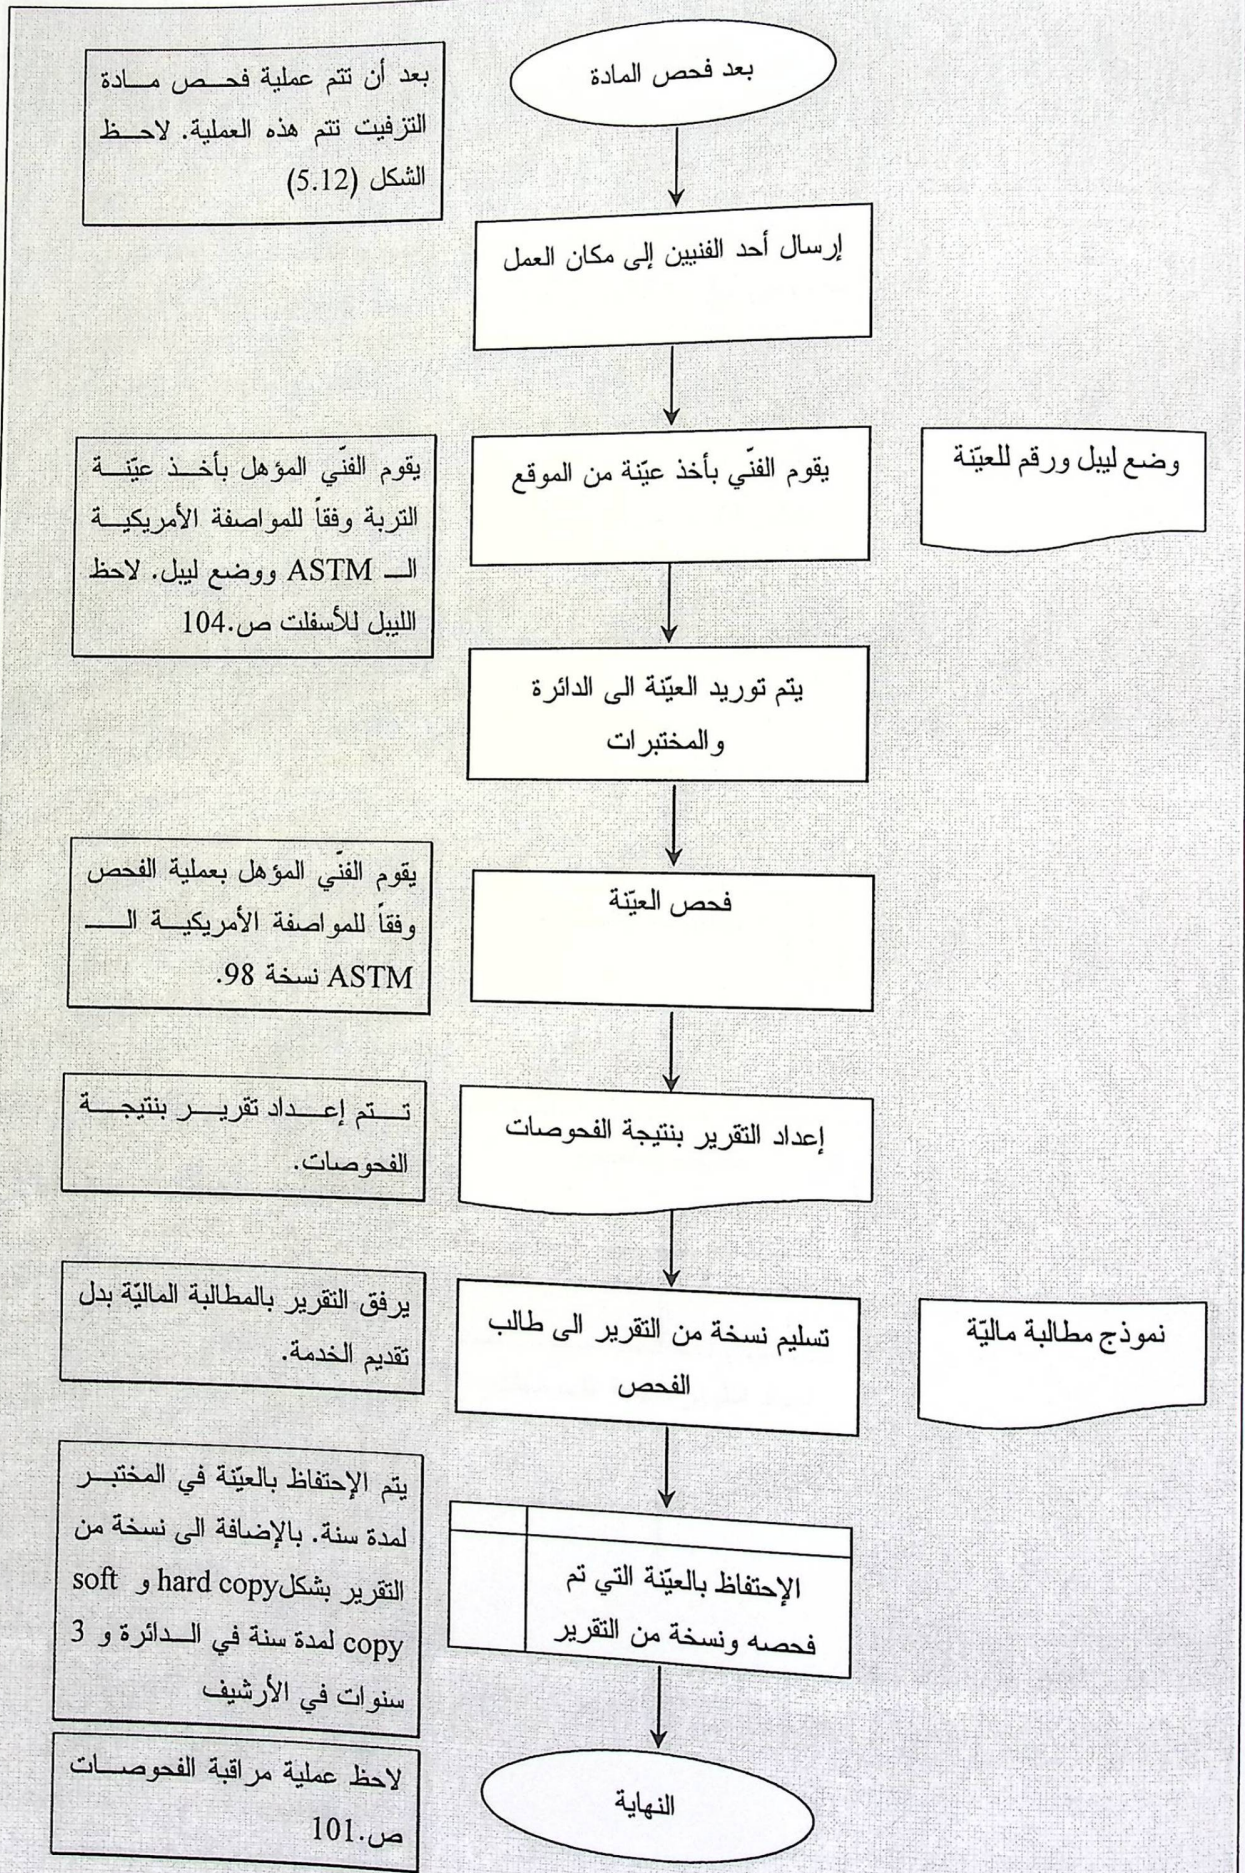 بعد فحص المادة
بعد أن تتم عملية فحص مادة
التزفيت تتم هذه العملية. لاحظ
الشكل (5.12)
إرسال أحد الفنيين إلى مكان العمل
وضع ليبل ورقم للعيّنة
يقوم الفنّي بأخذ عيّنة من الموقع
يقوم الفنّي المؤهل بأخذ عيّنة
التربة وفقاً للمواصفة الأمريكية
الـ ASTM ووضع ليبل. لاحظ
الليبل للأسفلت ص.104
يتم توريد العيّنة الى الدائرة
والمختبرات
فحص العيّنة
يقوم الفنّي المؤهل بعملية الفحص
وفقاً للمواصفة الأمريكية الـ
ASTM نسخة 98.
إعداد التقرير بنتيجة الفحوصات
تتم إعداد تقرير بنتيجة
الفحوصات.
نموذج مطالبة ماليّة
تسليم نسخة من التقرير الى طالب
الفحص
يرفق التقرير بالمطالبة الماليّة بدل
تقديم الخدمة.
الإحتفاظ بالعيّنة التي تم
فحصه ونسخة من التقرير
يتم الإحتفاظ بالعيّنة في المختبر
لمدة سنة. بالإضافة الى نسخة من
التقرير بشكل hard copy و soft
copy لمدة سنة في الدائرة و 3
سنوات في الأرشيف
النهاية
لاحظ عملية مراقبة الفحوصات
ص.101